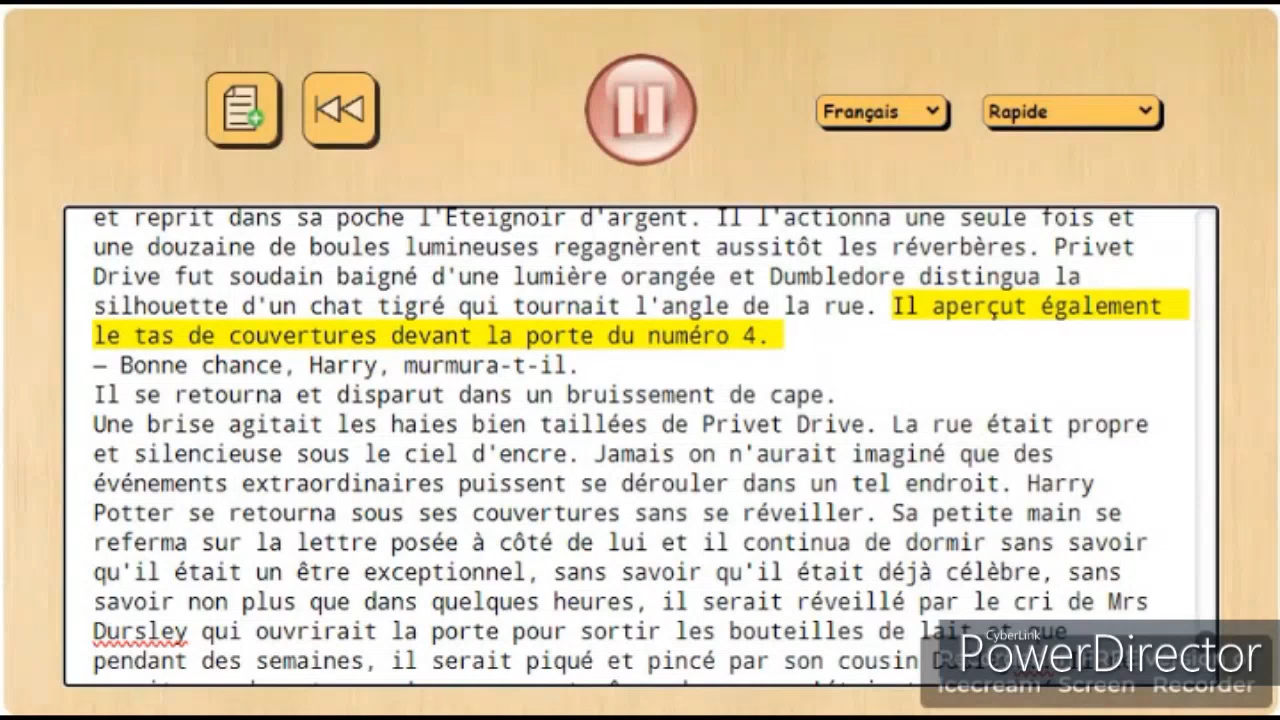 Français
Rapide
et reprit dans sa poche l'Eteignoir d'argent. Il l'actionna une seule fois et
une douzaine de boules lumineuses regagnèrent aussitôt les réverbères. Privet
Drive fut soudain baigné d'une lumière orangée et Dumbledore distingua la
silhouette d'un chat tigré qui tournait l'angle de la rue. Il aperçut également
le tas de couvertures devant la porte du numéro 4.
— Bonne chance, Harry, murmura-t-il.
Il se retourna et disparut dans un bruissement de cape.
Une brise agitait les haies bien taillées de Privet Drive. La rue était propre
et silencieuse sous le ciel d'encre. Jamais on n'aurait imaginé que des
événements extraordinaires puissent se dérouler dans un tel endroit. Harry
Potter se retourna sous ses couvertures sans se réveiller. Sa petite main se
referma sur la lettre posée à côté de lui et il continua de dormir sans savoir
qu'il était un être exceptionnel, sans savoir qu'il était déjà célèbre, sans
savoir non plus que dans quelques heures, il serait réveillé par le cri de Mrs
Dursley qui ouvrirait la porte pour sortir les bouteilles de lait et que
pendant des semaines, il serait piqué et pincé par son cousin
CyberLink
PowerDirector
Icecream Screen Recorder